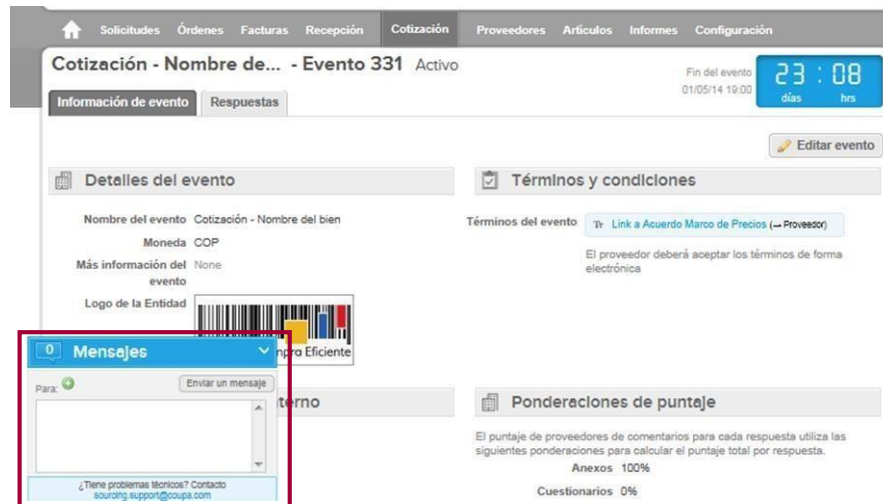 Solicitudes Órdenes Facturas Recepción Cotización Proveedores Artículos Informes Configuración
Cotización - Nombre de... - Evento 331 Activo
Fin del evento
01/05/14 19:00
23 : 08
días hrs
Información de evento Respuestas
Editar evento
Detalles del evento
Nombre del evento Cotización - Nombre del bien
Moneda COP
Más información del evento None
Logo de la Entidad
Eficiente
Términos y condiciones
Términos del evento Tr Link a Acuerdo Marco de Precios (→ Proveedor)
El proveedor deberá aceptar los términos de forma
electrónica
0 Mensajes
Para: Enviar un mensaje
¿Tiene problemas técnicos? Contacto
sourcing.support@coupa.com
Ponderaciones de puntaje
El puntaje de proveedores de comentarios para cada respuesta utiliza las
siguientes ponderaciones para calcular el puntaje total por respuesta.
Anexos 100%
Cuestionarios 0%